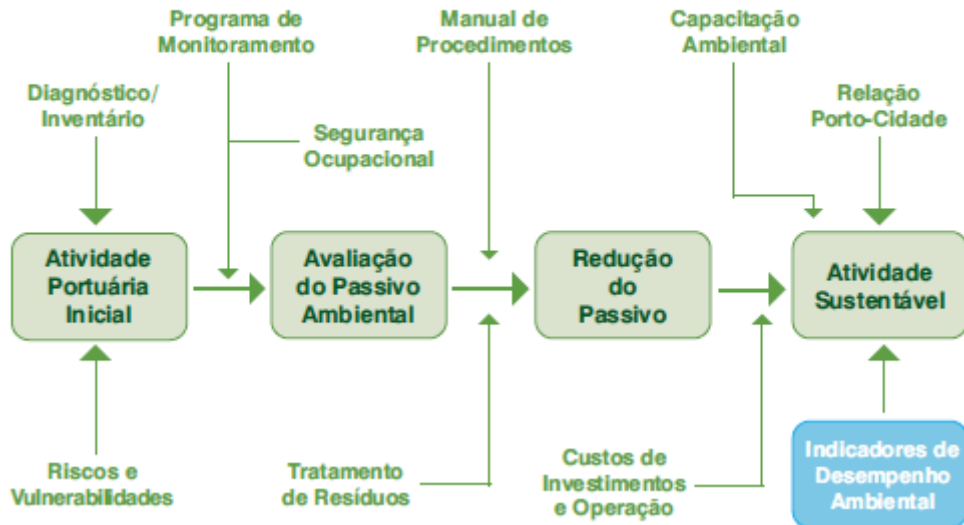 Programa de
Monitoramento
Manual de
Procedimentos
Capacitação
Ambiental
Diagnóstico/
Inventário
Segurança
Ocupacional
Relação
Porto-Cidade
Atividade
Portuária
Inicial
Avaliação
do Passivo
Ambiental
Redução
do
Passivo
Atividade
Sustentável
Riscos e
Vulnerabilidades
Tratamento
de Resíduos
Custos de
Investimentos
e Operação
Indicadores de
Desempenho
Ambiental